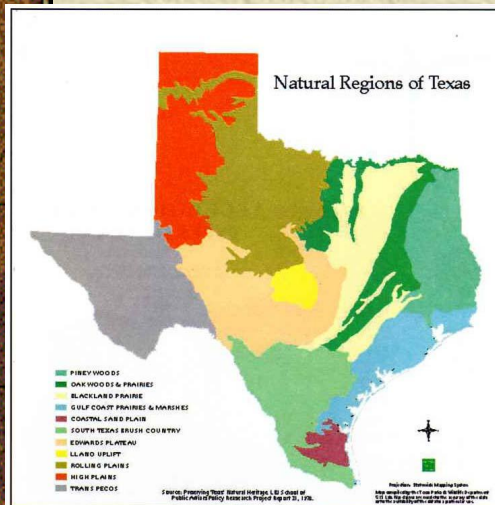 Natural Regions of Texas
PINEY WOODS
OAK WOODS & PRAIRIES
BLACKLAND PRAIRIE
GULF COAST PRAIRIES & MARSHES
COASTAL SAND PLAIN
SOUTH TEXAS BRUSH COUNTRY
EDWARDS PLATEAU
LLANO UPLIFT
ROLLING PLAINS
HIGH PLAINS
TRANS PECOS
Source: Preserving Texas' Natural Heritage. LBJ School of
Public Affairs Policy Research Project Report 31, 1978.